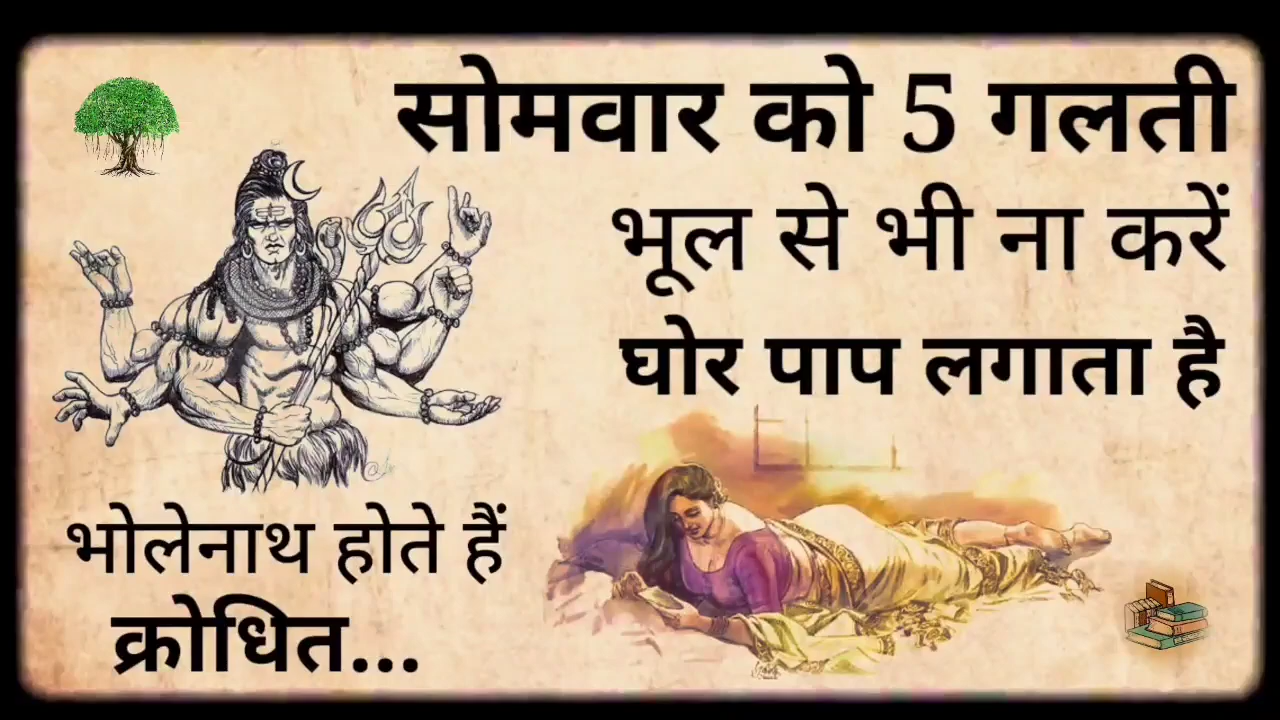 सोमवार को 5 गलती
भूल से भी ना करें
घोर पाप लगाता है
भोलेनाथ होते हैं
क्रोधित...